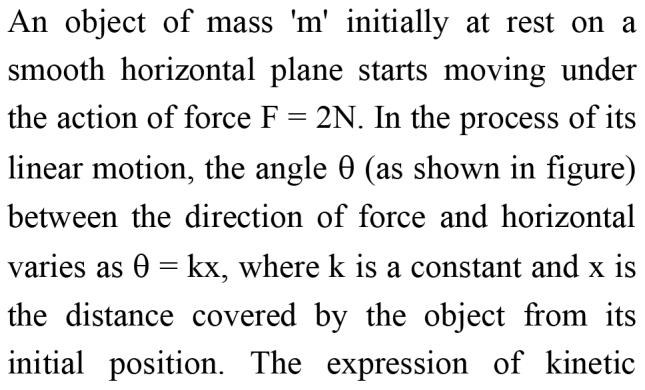 An object of mass 'm' initially at rest on a
smooth horizontal plane starts moving under
the action of force F = 2N. In the process of its
linear motion, the angle θ (as shown in figure)
between the direction of force and horizontal
varies as θ = kx, where k is a constant and x is
the distance covered by the object from its
initial position. The expression of kinetic